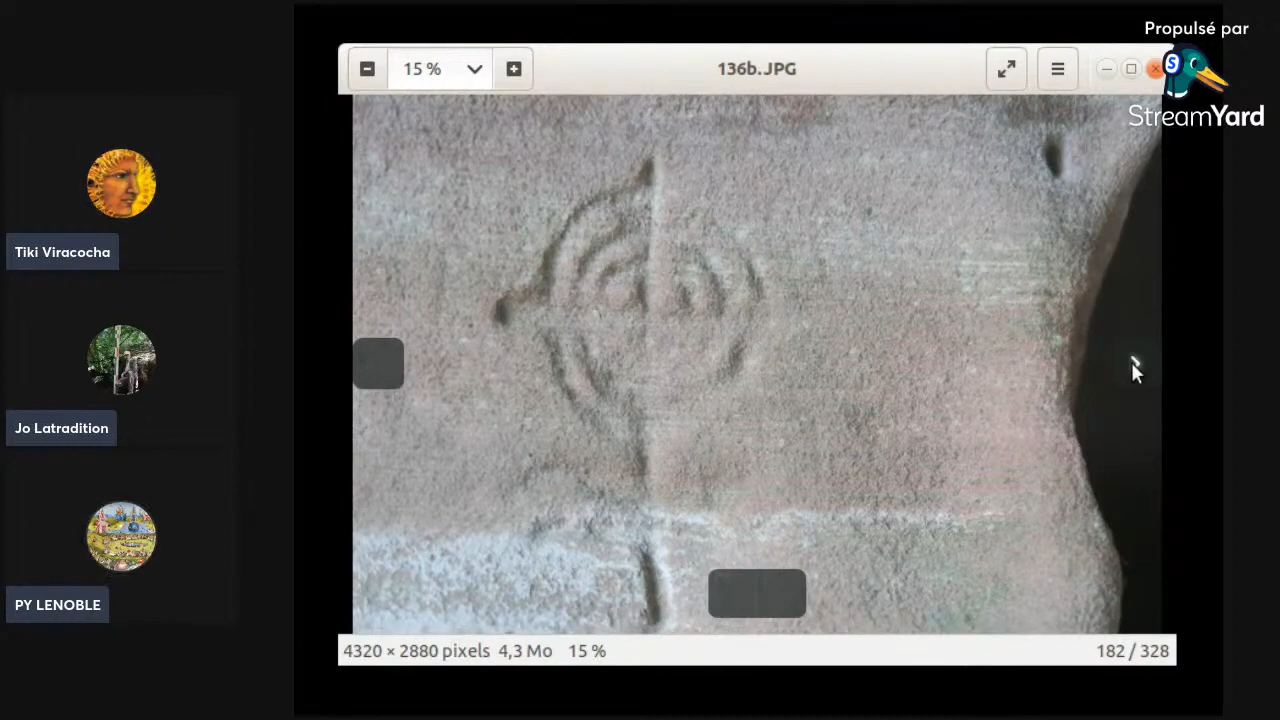 Propulsé par
StreamYard
15 %
136b.JPG
Tiki Viracocha
Jo Latradition
PY LENOBLE
4320 × 2880 pixels 4,3 Mo 15 %
182 / 328